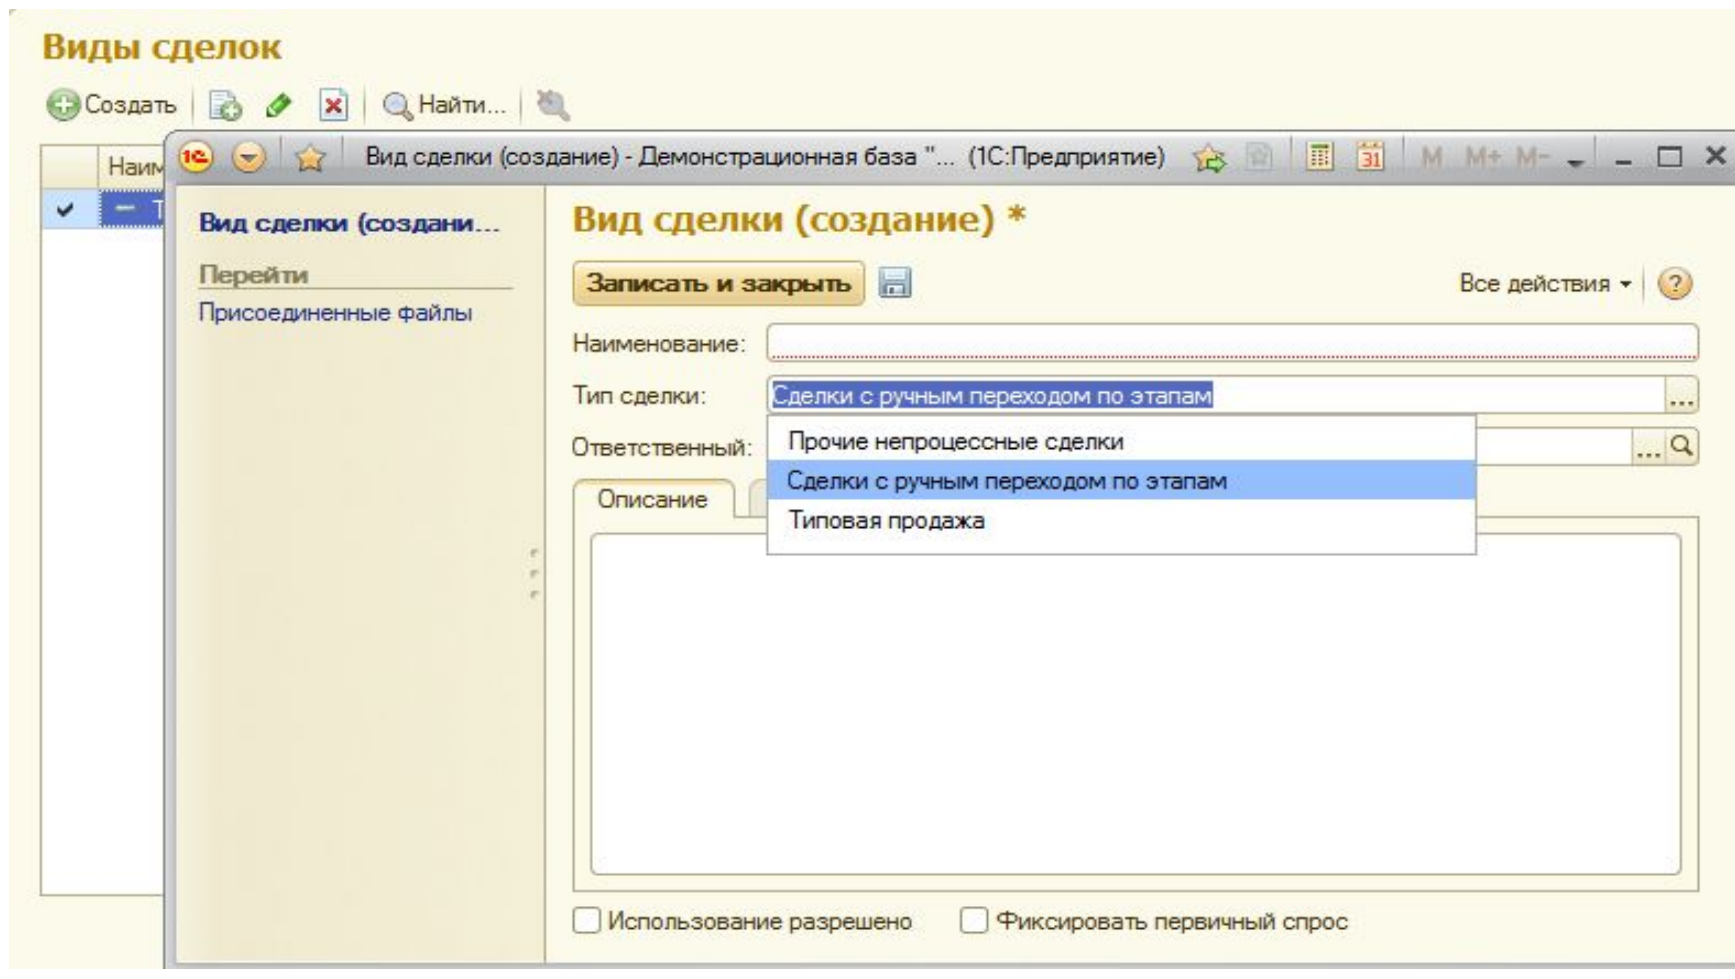 Виды сделок
Создать Найти...
Наим
1С Вид сделки (создание) - Демонстрационная база "... (1С:Предприятие) 31 M M+ M-
Т
Вид сделки (создани...
Перейти
Присоединенные файлы
Вид сделки (создание) *
Записать и закрыть Все действия ?
Наименование:
Тип сделки: Сделки с ручным переходом по этапам ...
Ответственный: ...
Прочие непроцессные сделки
Сделки с ручным переходом по этапам
Типовая продажа
Описание
Использование разрешено Фиксировать первичный спрос